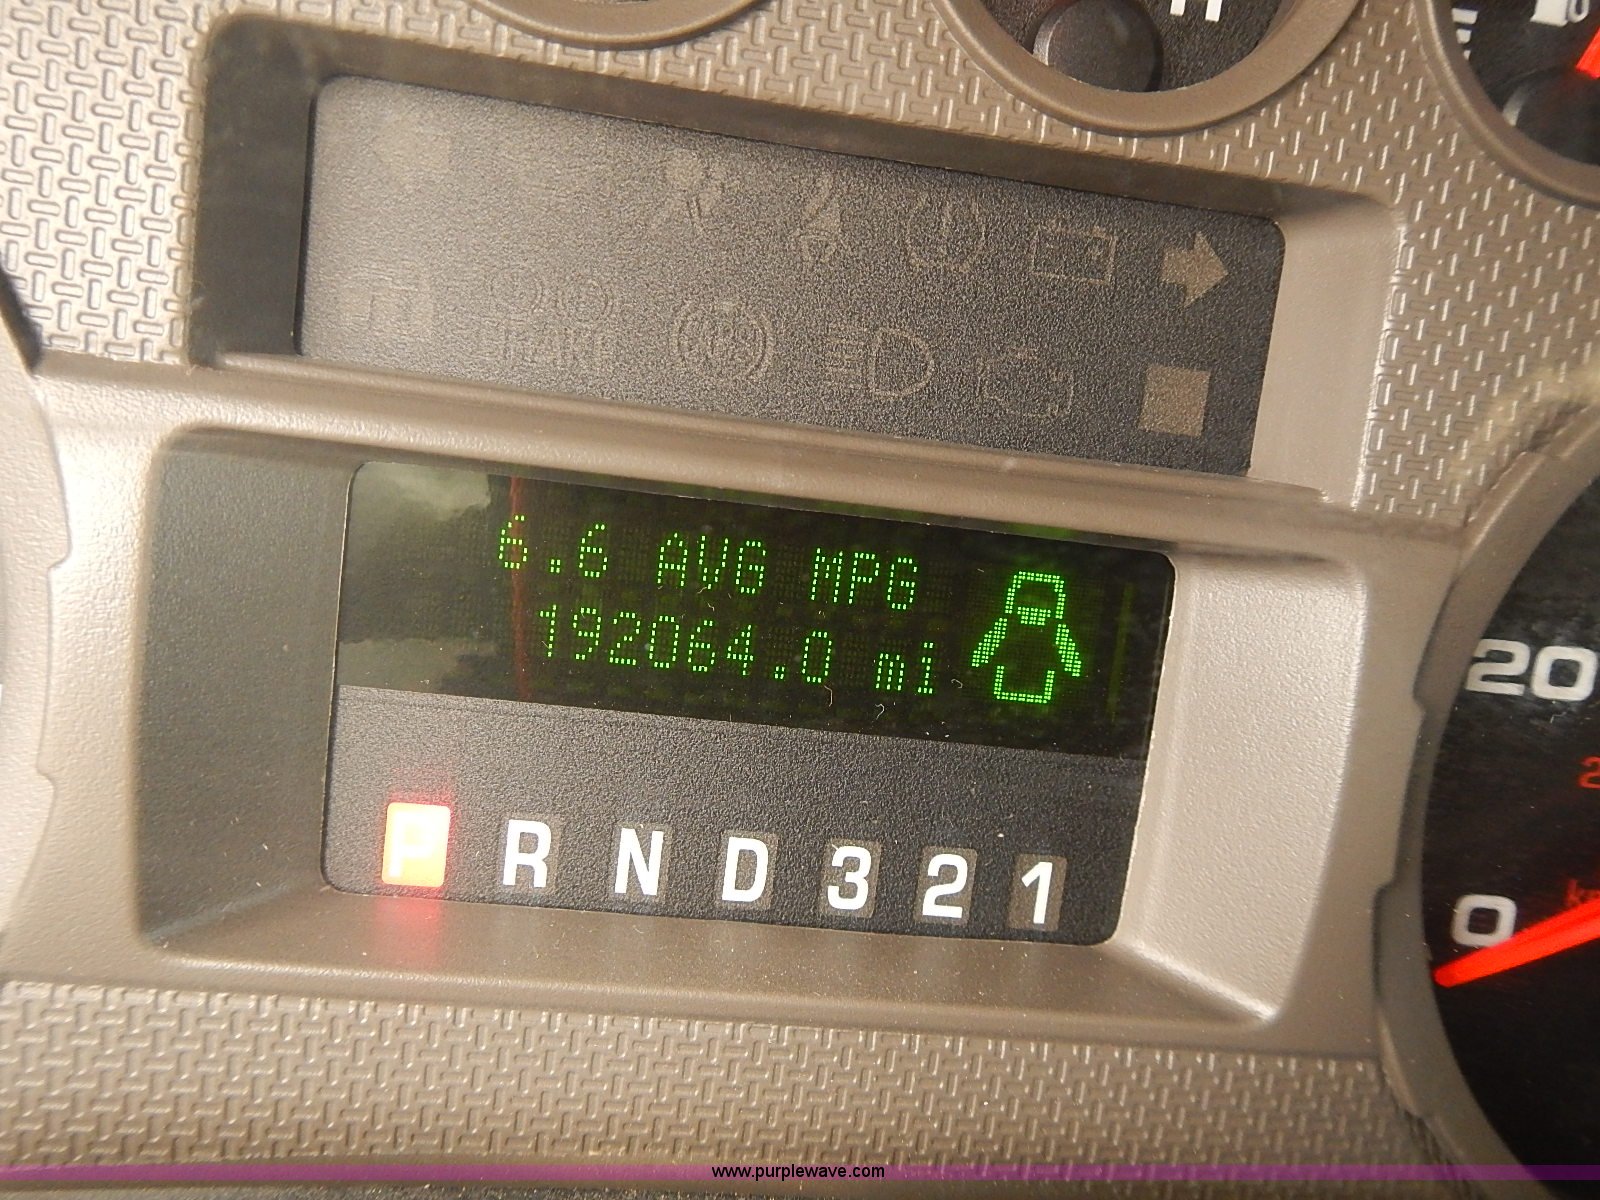 H
E
6.6 AVG MPG
192064.0 mi
P R N D 3 2 1
20
0
www.purplewave.com